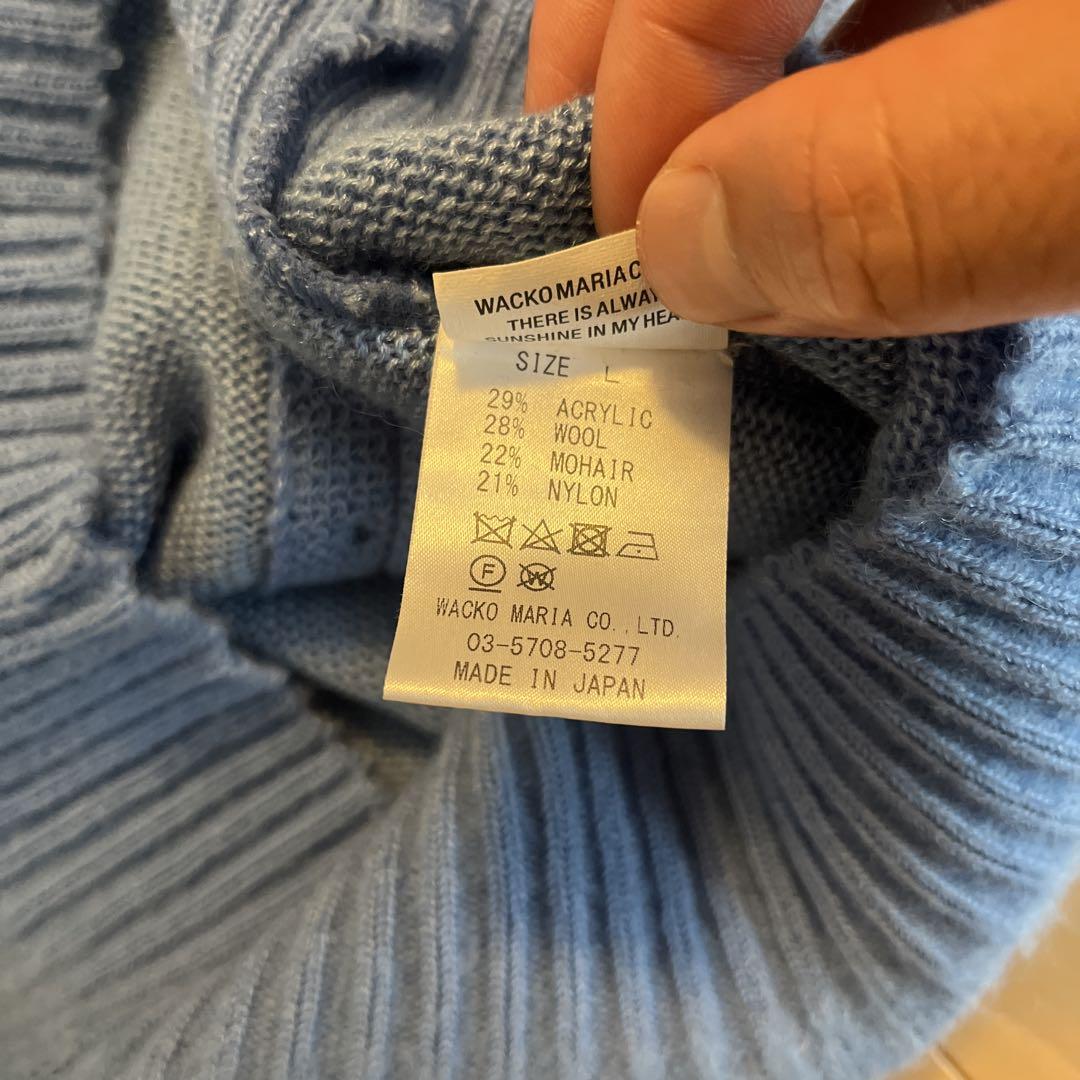 WACKO MARIA C
THERE IS ALWAY
SUNSHINE IN MY HEA
SIZE L
29% ACRYLIC
28% WOOL
22% MOHAIR
21% NYLON
F W
WACKO MARIA CO.,LTD.
03-5708-5277
MADE IN JAPAN